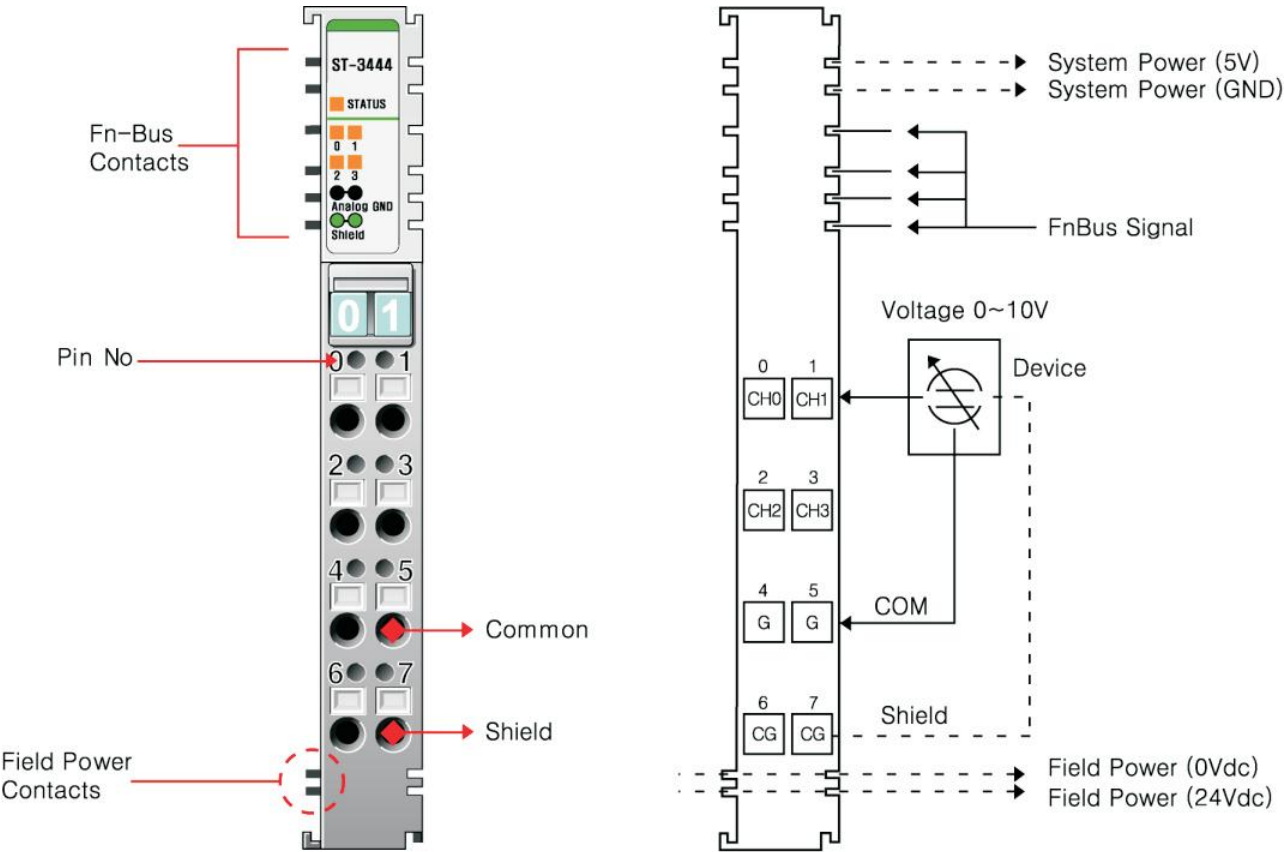 ST-3444
STATUS
0 1
2 3
Analog GND
Shield
Fn-Bus
Contacts
01
Pin No
0 1
2 3
4 5
Common
6 7
Shield
Field Power
Contacts
System Power (5V)
System Power (GND)
FnBus Signal
Voltage 0~10V
Device
0 1
CH0 CH1
2 3
CH2 CH3
4 5
G G
COM
6 7
CG CG
Shield
Field Power (0Vdc)
Field Power (24Vdc)